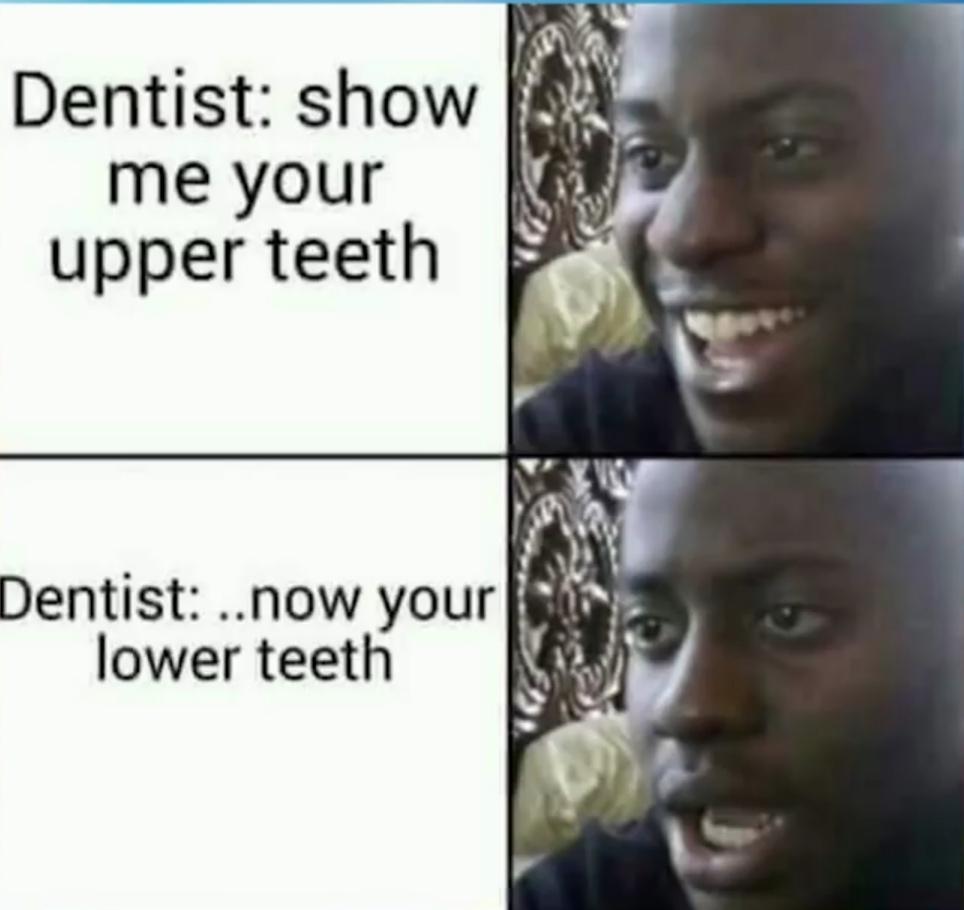 Dentist: show
me your
upper teeth
Dentist: ..now your
lower teeth